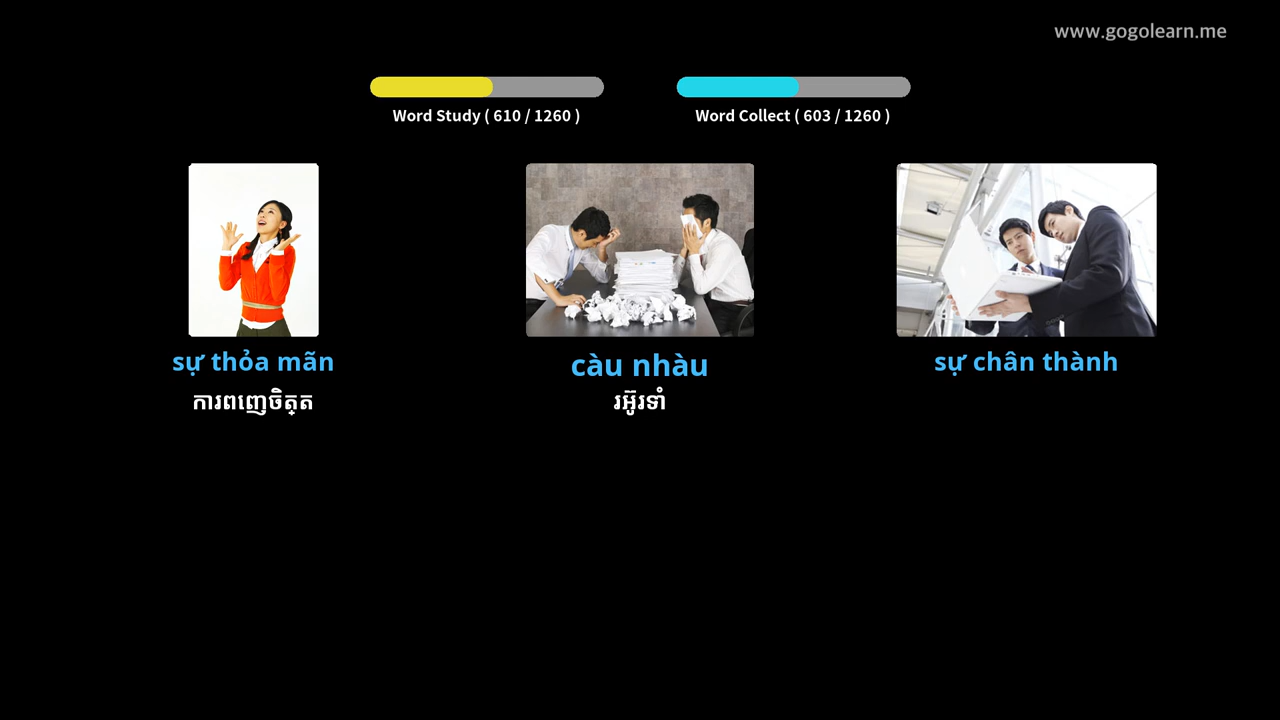 www.gogolearn.me
Word Study ( 610 / 1260 )
Word Collect ( 603 / 1260 )
sự thỏa mãn
càu nhàu
sự chân thành
ការពញេចិត្ត
រអ៊ូរទាំ